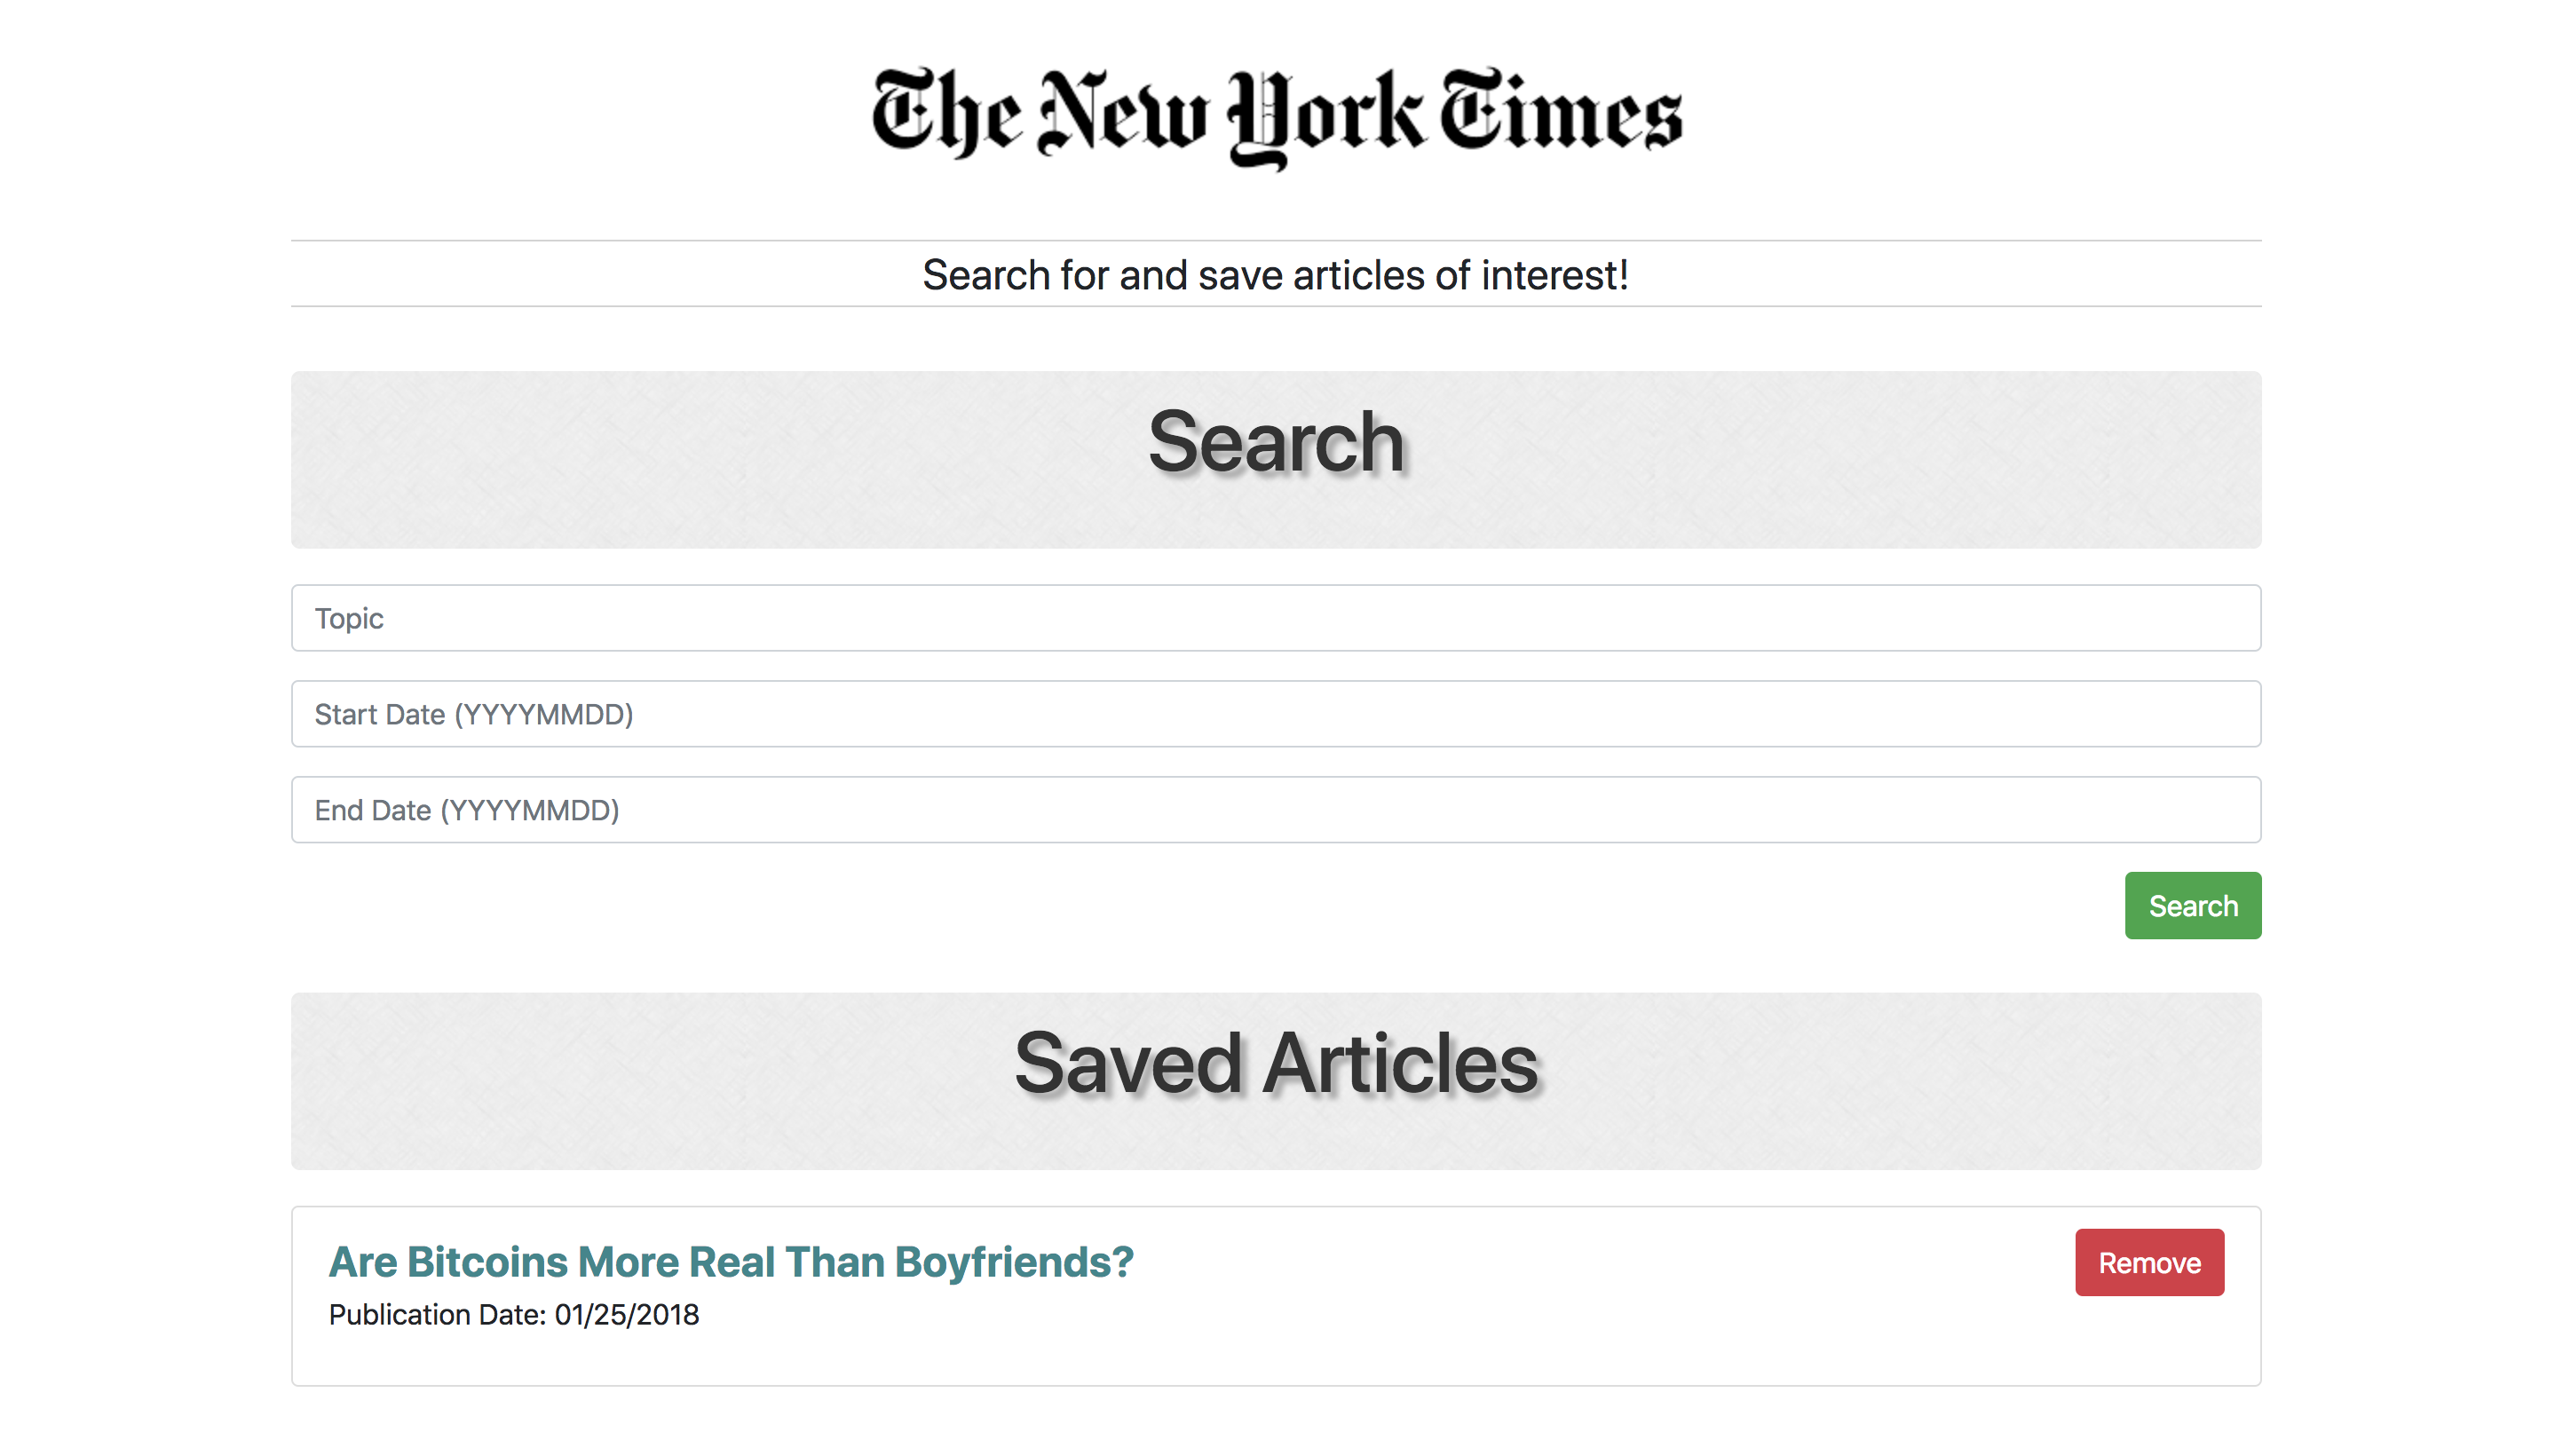 The New York Times
Search for and save articles of interest!
Search
Topic
Start Date (YYYYMMDD)
End Date (YYYYMMDD)
Search
Saved Articles
Are Bitcoins More Real Than Boyfriends?
Remove
Publication Date: 01/25/2018